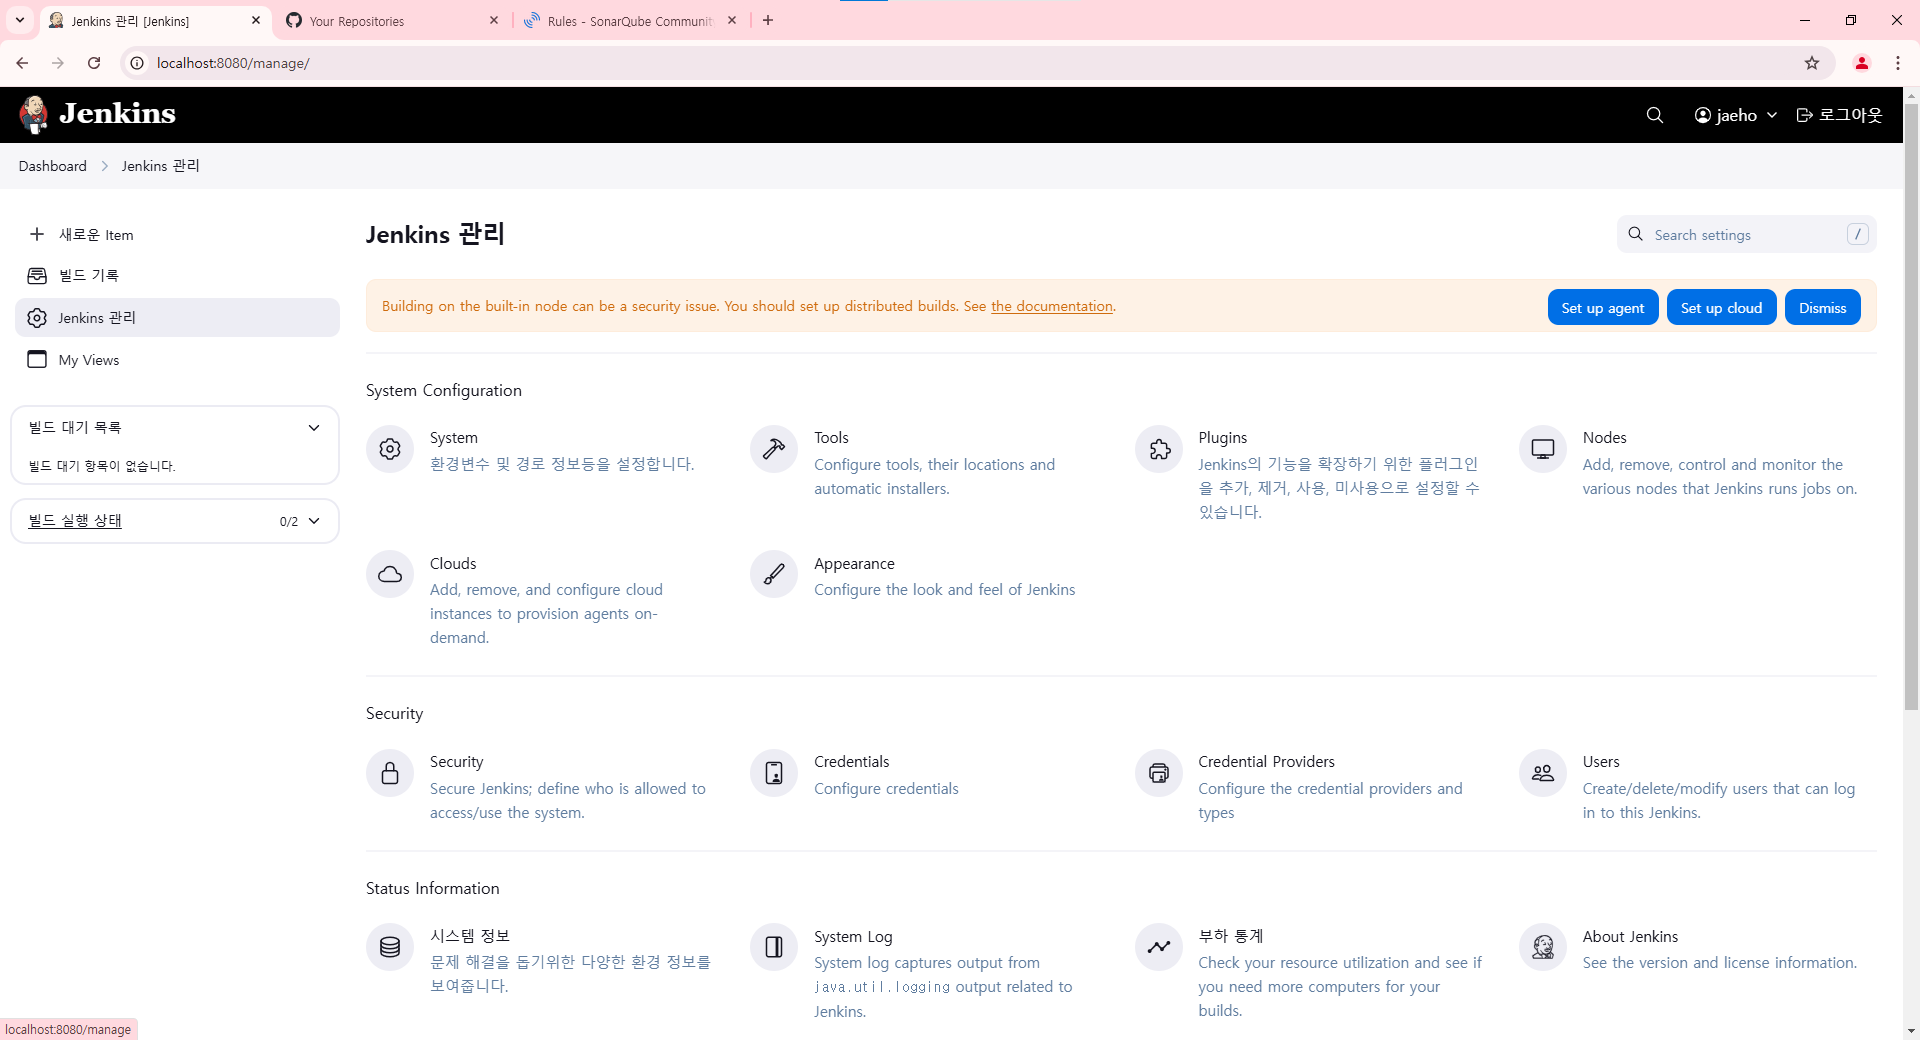 Jenkins 관리 [Jenkins]
Your Repositories
Rules - SonarQube Community
localhost:8080/manage/
Jenkins
jaeho
로그아웃
Dashboard
Jenkins 관리
새로운 Item
빌드 기록
Jenkins 관리
My Views
빌드 대기 목록
빌드 대기 항목이 없습니다.
빌드 실행 상태
0/2
Jenkins 관리
Search settings
/
Building on the built-in node can be a security issue. You should set up distributed builds. See the documentation.
Set up agent
Set up cloud
Dismiss
System Configuration
System
환경변수 및 경로 정보등을 설정합니다.
Tools
Configure tools, their locations and
automatic installers.
Plugins
Jenkins의 기능을 확장하기 위한 플러그인
을 추가, 제거, 사용, 미사용으로 설정할 수
있습니다.
Nodes
Add, remove, control and monitor the
various nodes that Jenkins runs jobs on.
Clouds
Add, remove, and configure cloud
instances to provision agents on-
demand.
Appearance
Configure the look and feel of Jenkins
Security
Security
Secure Jenkins; define who is allowed to
access/use the system.
Credentials
Configure credentials
Credential Providers
Configure the credential providers and
types
Users
Create/delete/modify users that can log
in to this Jenkins.
Status Information
시스템 정보
문제 해결을 돕기위한 다양한 환경 정보를
보여줍니다.
System Log
System log captures output from
java.util.logging output related to
Jenkins.
부하 통계
Check your resource utilization and see if
you need more computers for your
builds.
About Jenkins
See the version and license information.
localhost:8080/manage